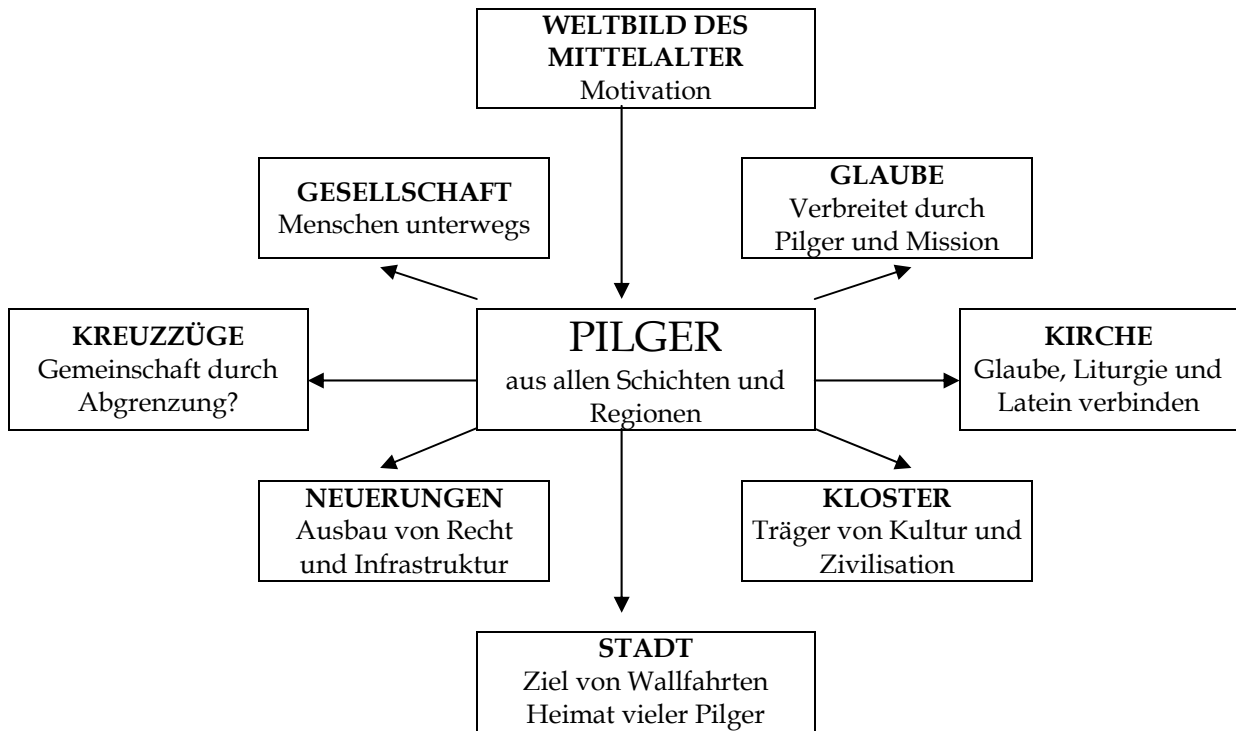 WELTBILD DES
MITTELALTER
Motivation
GESELLSCHAFT
Menschen unterwegs
GLAUBE
Verbreitet durch
Pilger und Mission
KREUZZÜGE
Gemeinschaft durch
Abgrenzung?
PILGER
aus allen Schichten und
Regionen
KIRCHE
Glaube, Liturgie und
Latein verbinden
NEUERUNGEN
Ausbau von Recht
und Infrastruktur
KLOSTER
Träger von Kultur und
Zivilisation
STADT
Ziel von Wallfahrten
Heimat vieler Pilger